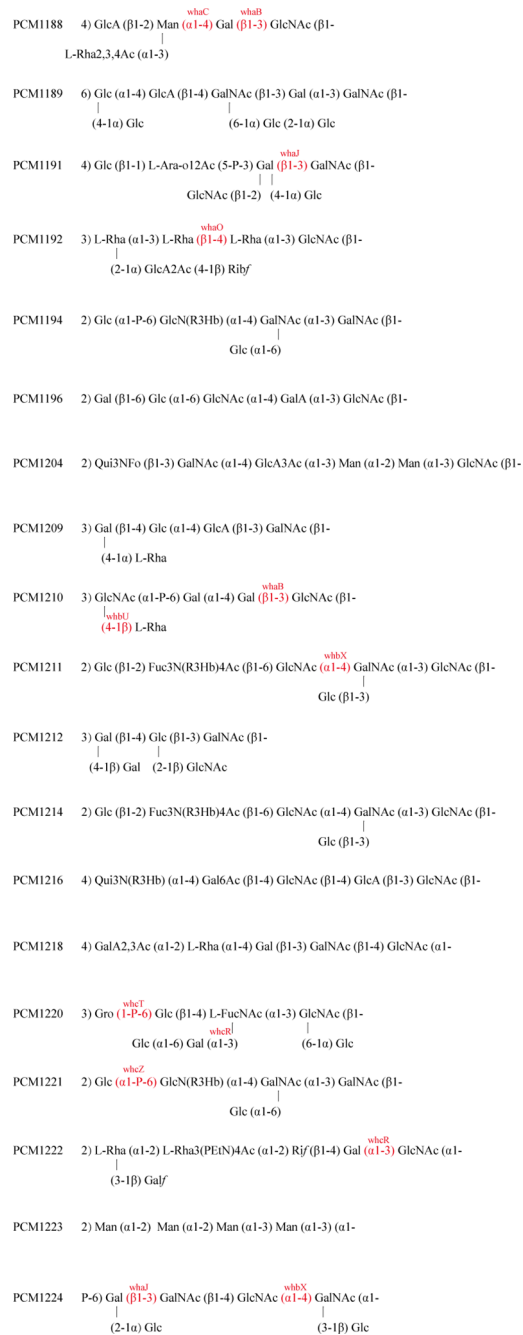 whaC whaB
PCM1188 4) GlcA (β1-2) Man (α1-4) Gal (β1-3) GlcNAc (β1-
L-Rha2,3,4Ac (α1-3)
PCM1189 6) Glc (α1-4) GlcA (β1-4) GalNAc (β1-3) Gal (α1-3) GalNAc (β1-
(4-1α) Glc (6-1α) Glc (2-1α) Glc
whaJ
PCM1191 4) Glc (β1-1) L-Ara-o12Ac (5-P-3) Gal (β1-3) GalNAc (β1-
GlcNAc (β1-2) (4-1α) Glc
whaO
PCM1192 3) L-Rha (α1-3) L-Rha (β1-4) L-Rha (α1-3) GlcNAc (β1-
(2-1α) GlcA2Ac (4-1β) Ribf
PCM1194 2) Glc (α1-P-6) GlcN(R3Hb) (α1-4) GalNAc (α1-3) GalNAc (β1-
Glc (α1-6)
PCM1196 2) Gal (β1-6) Glc (α1-6) GlcNAc (α1-4) GalA (α1-3) GlcNAc (β1-
PCM1204 2) Qui3NFo (β1-3) GalNAc (α1-4) GlcA3Ac (α1-3) Man (α1-2) Man (α1-3) GlcNAc (β1-
PCM1209 3) Gal (β1-4) Glc (α1-4) GlcA (β1-3) GalNAc (β1-
(4-1α) L-Rha
whaB
PCM1210 3) GlcNAc (α1-P-6) Gal (α1-4) Gal (β1-3) GlcNAc (β1-
whbU
(4-1β) L-Rha
whbX
PCM1211 2) Glc (β1-2) Fuc3N(R3Hb)4Ac (β1-6) GlcNAc (α1-4) GalNAc (α1-3) GlcNAc (β1-
Glc (β1-3)
PCM1212 3) Gal (β1-4) Glc (β1-3) GalNAc (β1-
(4-1β) Gal (2-1β) GlcNAc
PCM1214 2) Glc (β1-2) Fuc3N(R3Hb)4Ac (β1-6) GlcNAc (α1-4) GalNAc (α1-3) GlcNAc (β1-
Glc (β1-3)
PCM1216 4) Qui3N(R3Hb) (α1-4) Gal6Ac (β1-4) GlcNAc (β1-4) GlcA (β1-3) GlcNAc (β1-
PCM1218 4) GalA2,3Ac (α1-2) L-Rha (α1-4) Gal (β1-3) GalNAc (β1-4) GlcNAc (α1-
whcT
PCM1220 3) Gro (1-P-6) Glc (β1-4) L-FucNAc (α1-3) GlcNAc (β1-
whcR
Glc (α1-6) Gal (α1-3) (6-1α) Glc
whcZ
PCM1221 2) Glc (α1-P-6) GlcN(R3Hb) (α1-4) GalNAc (α1-3) GalNAc (β1-
Glc (α1-6)
whcR
PCM1222 2) L-Rha (α1-2) L-Rha3(PEtN)4Ac (α1-2) Rif (β1-4) Gal (α1-3) GlcNAc (α1-
(3-1β) Galf
PCM1223 2) Man (α1-2) Man (α1-2) Man (α1-3) Man (α1-3) (α1-
whaJ whbX
PCM1224 P-6) Gal (β1-3) GalNAc (β1-4) GlcNAc (α1-4) GalNAc (α1-
(2-1α) Glc (3-1β) Glc